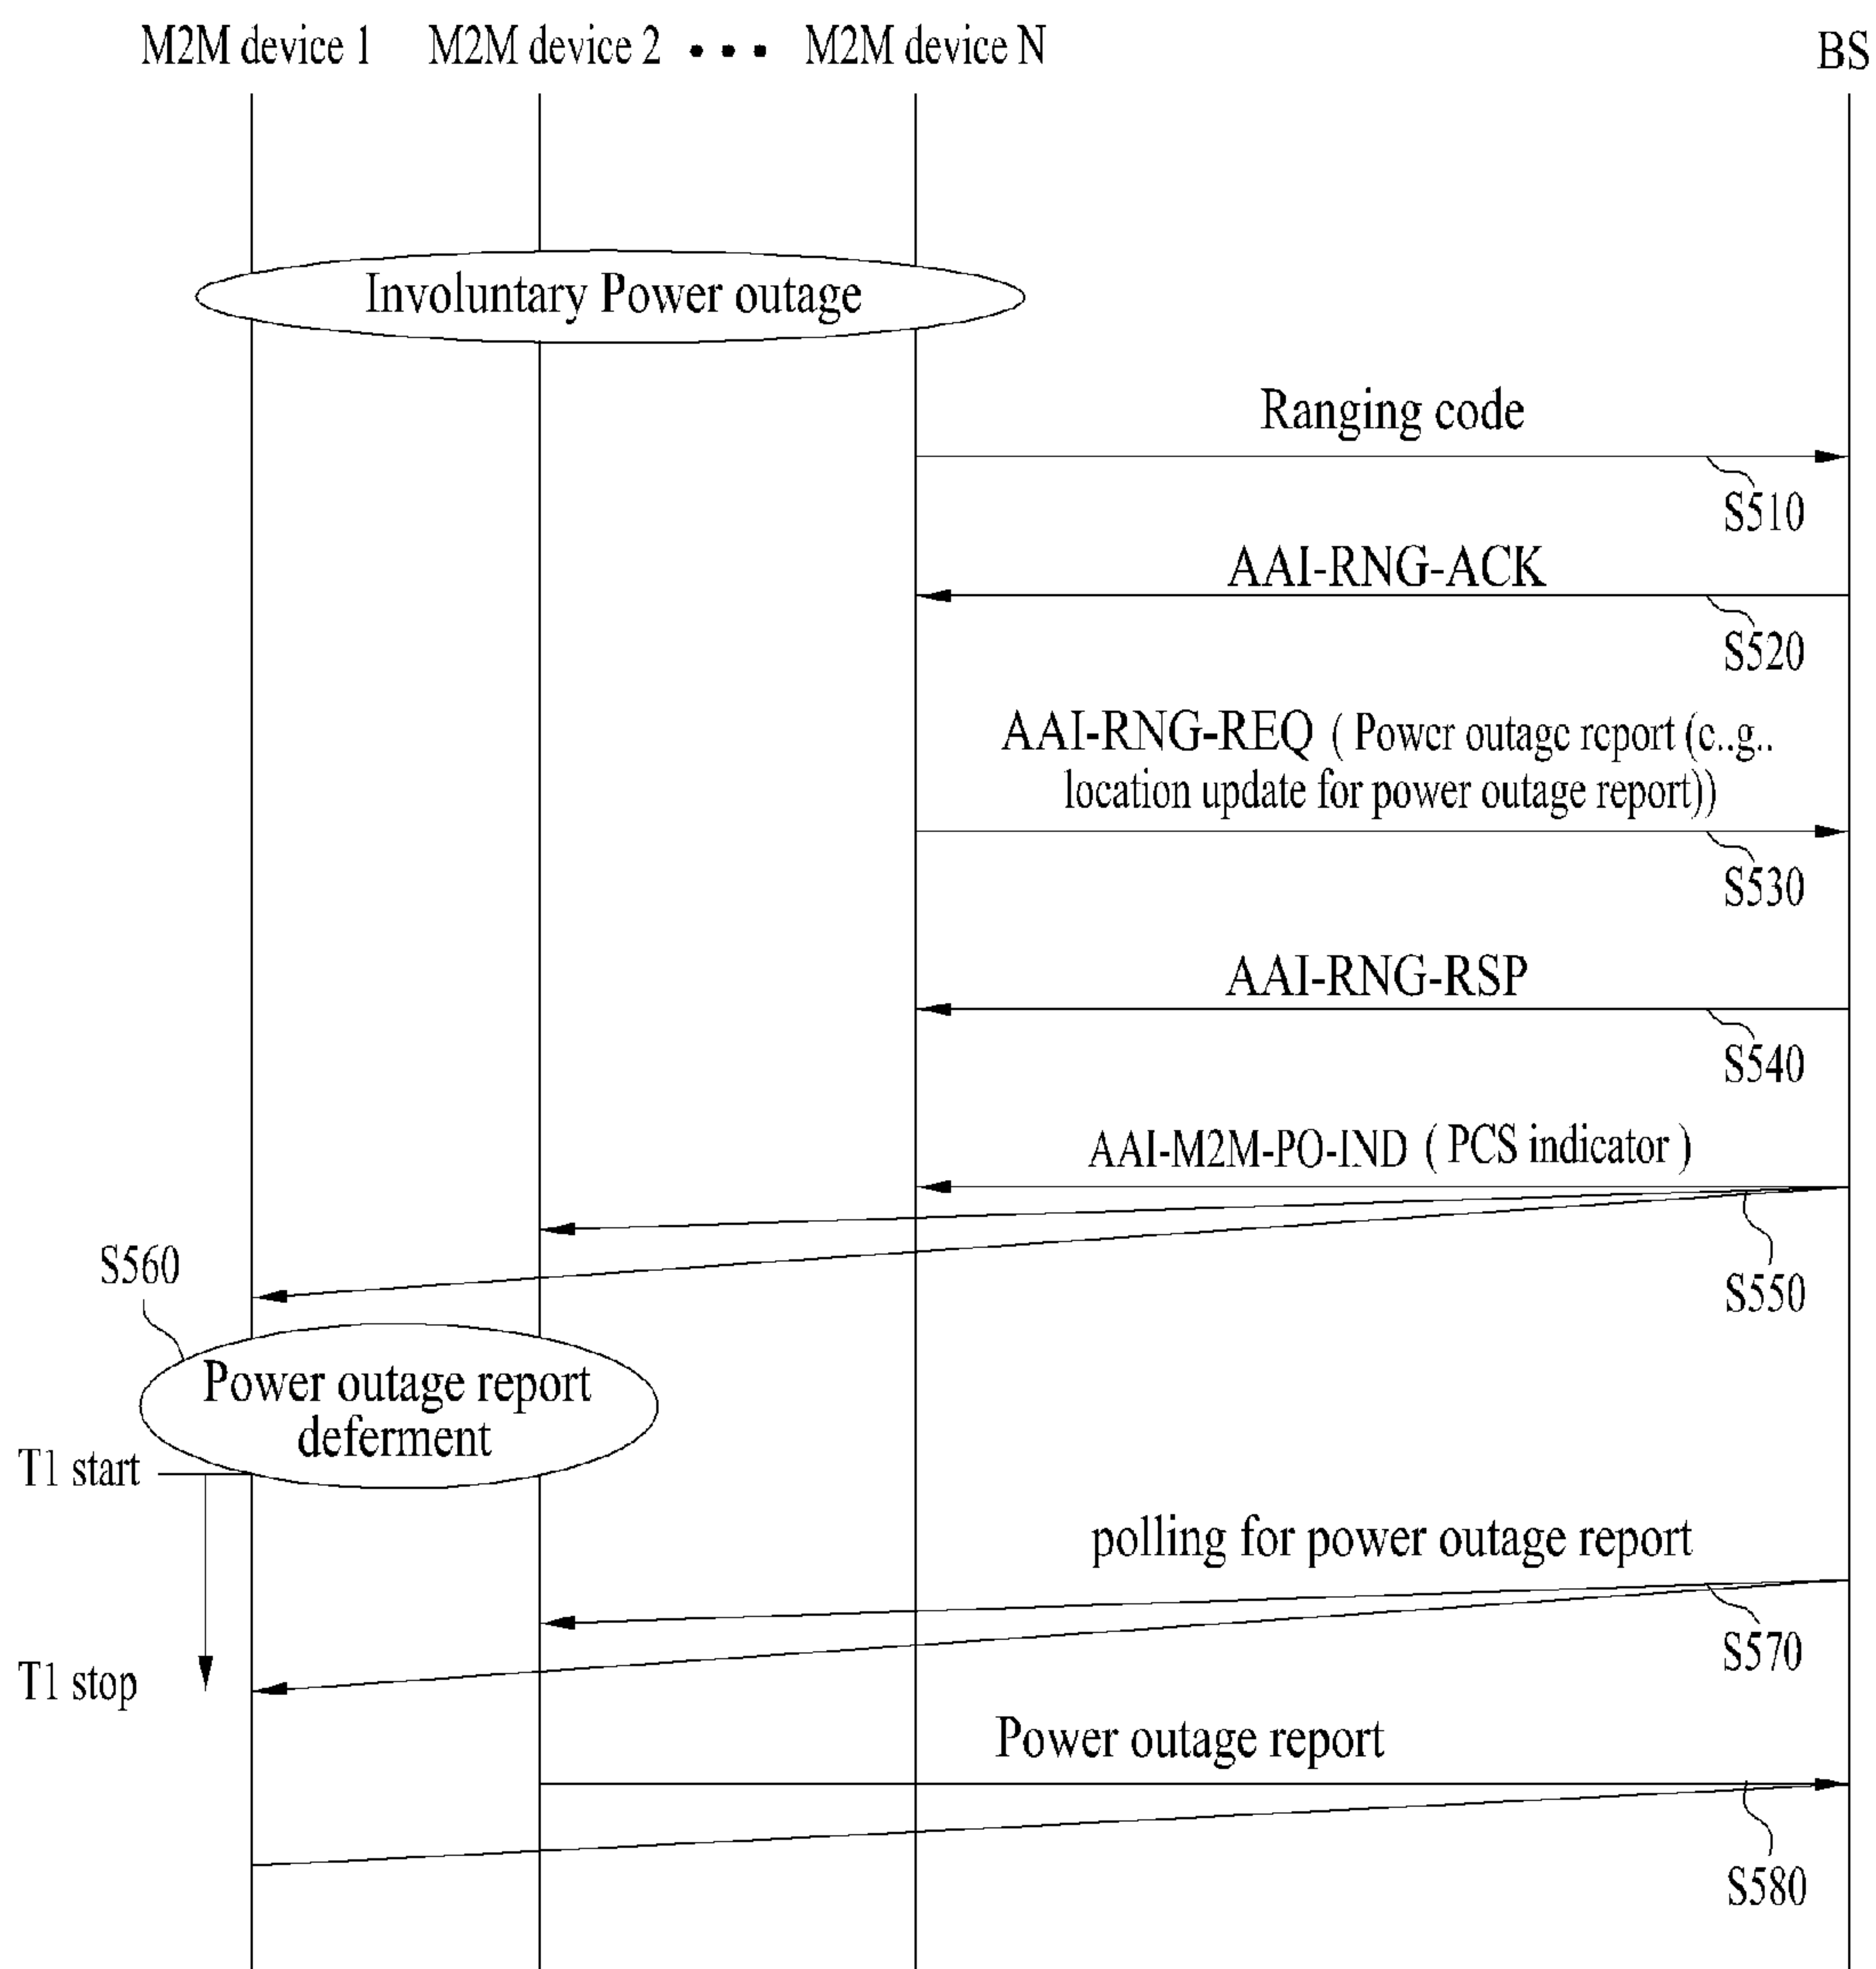 M2M device 1 M2M device 2 • • • M2M device N BS
Involuntary Power outage
Ranging code
S510
AAI-RNG-ACK
S520
AAI-RNG-REQ ( Power outage report (e..g..
location update for power outage report))
S530
AAI-RNG-RSP
S540
AAI-M2M-PO-IND ( PCS indicator )
S550
S560
Power outage report
deferment
T1 start
polling for power outage report
S570
T1 stop
Power outage report
S580